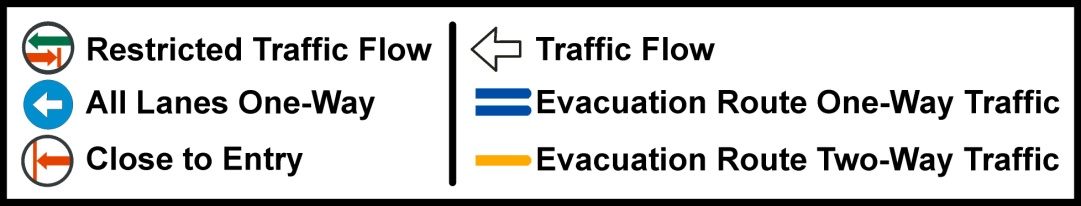 Restricted Traffic Flow
All Lanes One-Way
Close to Entry
Traffic Flow
Evacuation Route One-Way Traffic
Evacuation Route Two-Way Traffic